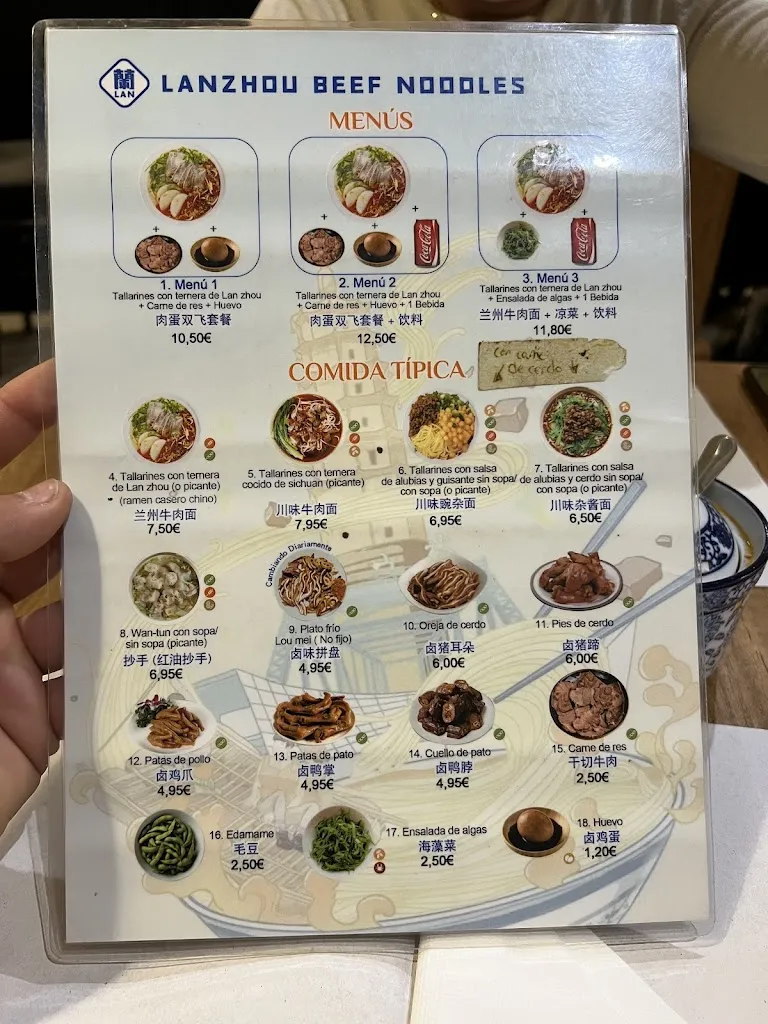 蘭
LAN
LANZHOU BEEF NOODLES
MENÚS
Coca-Cola
Coca-Cola
1. Menú 1
Tallarines con ternera de Lan zhou
+ Carne de res + Huevo
肉蛋双飞套餐
10,50€
2. Menú 2
Tallarines con ternera de Lan zhou
+ Carne de res + Huevo + 1 Bebida
肉蛋双飞套餐 + 饮料
12,50€
3. Menú 3
Tallarines con ternera de Lan zhou
+ Ensalada de algas + 1 Bebida
兰州牛肉面 + 凉菜 + 饮料
11,80€
COMIDA TÍPICA
Con carne
De cerdo
4. Tallarines con ternera
de Lan zhou (o picante)
(ramen casero chino)
兰州牛肉面
7,50€
5. Tallarines con ternera
cocido de sichuan (picante)
川味牛肉面
7,95€
6. Tallarines con salsa
de alubias y guisante sin sopa/
con sopa (o picante)
川味豌杂面
6,95€
7. Tallarines con salsa
de alubias y cerdo sin sopa/
con sopa (o picante)
川味杂酱面
6,50€
8. Wan-tun con sopa/
sin sopa (picante)
抄手 (红油抄手)
6,95€
Cambiando Diariamente
9. Plato frío
Lou mei ( No fijo)
卤味拼盘
4,95€
10. Oreja de cerdo
卤猪耳朵
6,00€
11. Pies de cerdo
卤猪蹄
6,00€
12. Patas de pollo
卤鸡爪
4,95€
13. Patas de pato
卤鸭掌
4,95€
14. Cuello de pato
卤鸭脖
4,95€
15. Carne de res
干切牛肉
2,50€
16. Edamame
毛豆
2,50€
17. Ensalada de algas
海藻菜
2,50€
18. Huevo
卤鸡蛋
1,20€